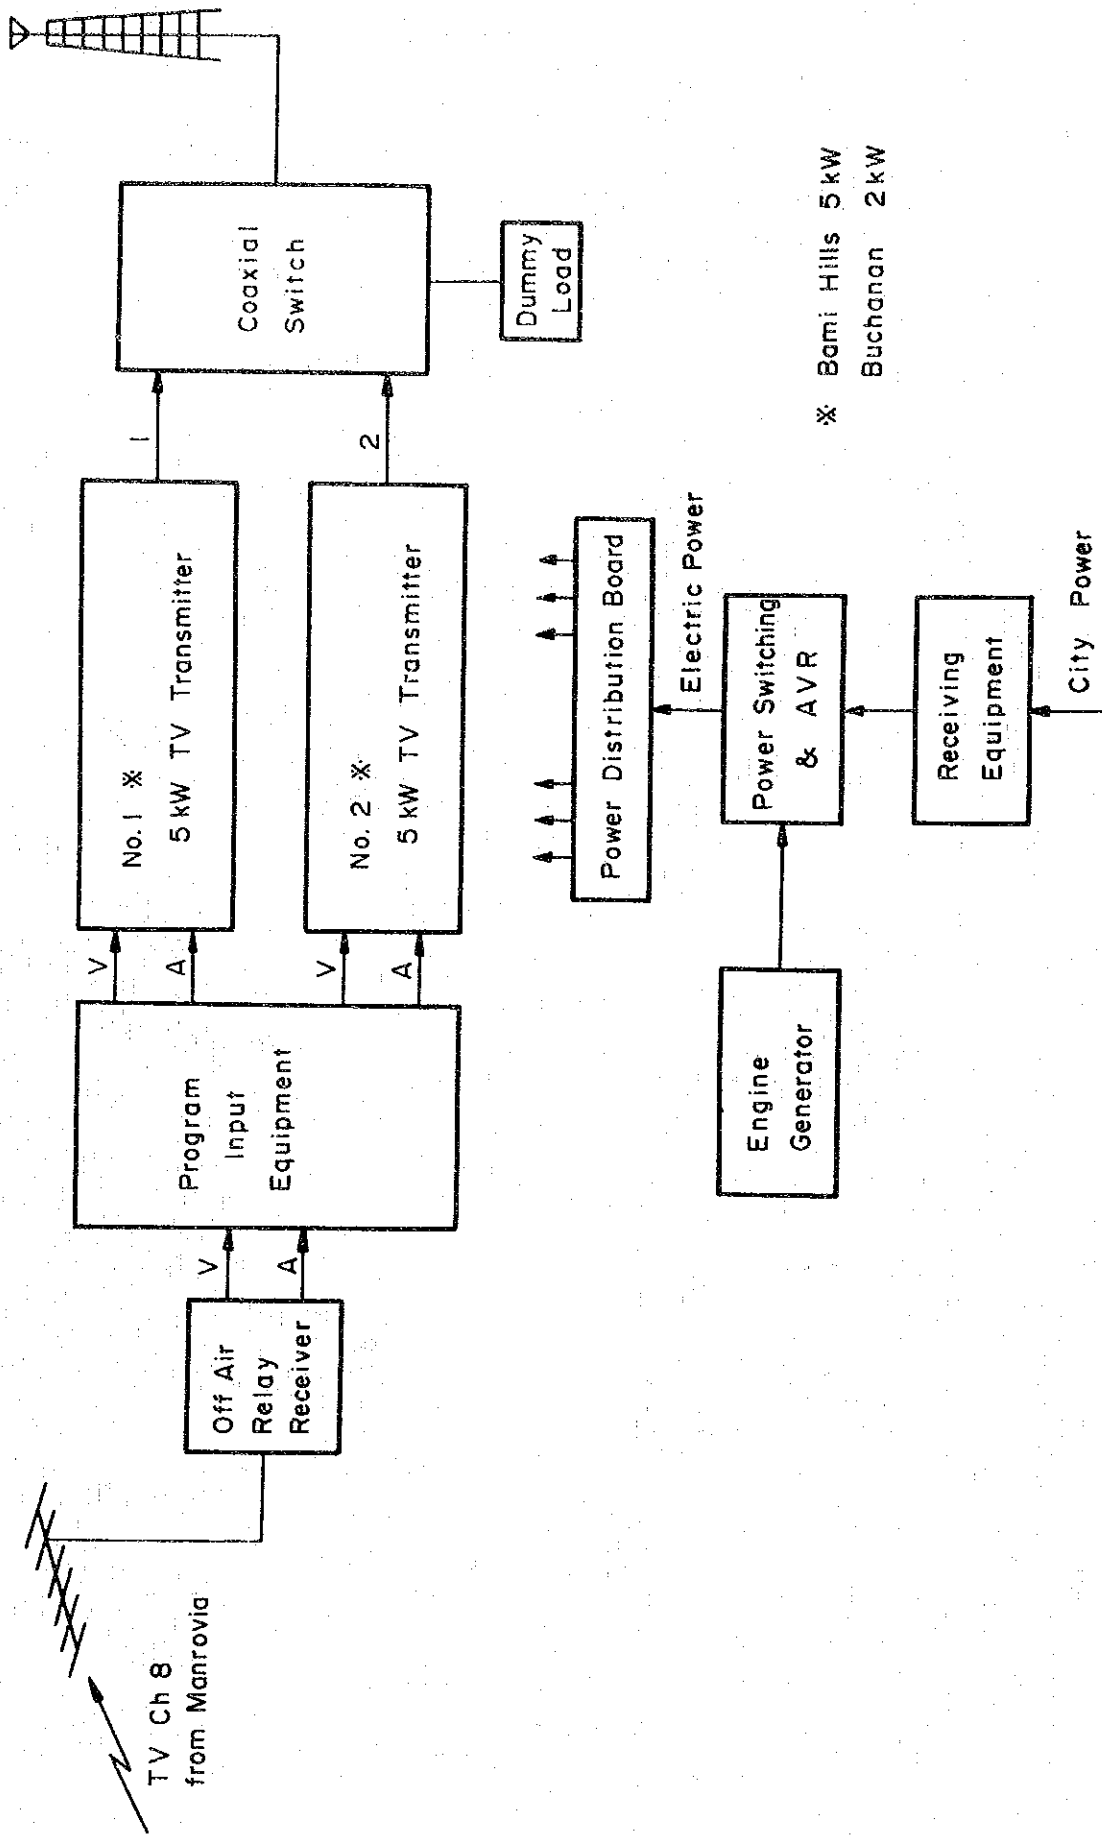 TV Ch 8
from Manrovia
Off Air
Relay
Receiver
V
A
Program
Input
Equipment
V
A
V
A
No. 1 ※
5 kW TV Transmitter
No. 2 ※
5 kW TV Transmitter
1
2
Coaxial
Switch
Dummy
Load
Power Distribution Board
Electric Power
Engine
Generator
Power Switching
& AVR
Receiving
Equipment
City Power
※ Bami Hills 5 kW
Buchanan 2 kW